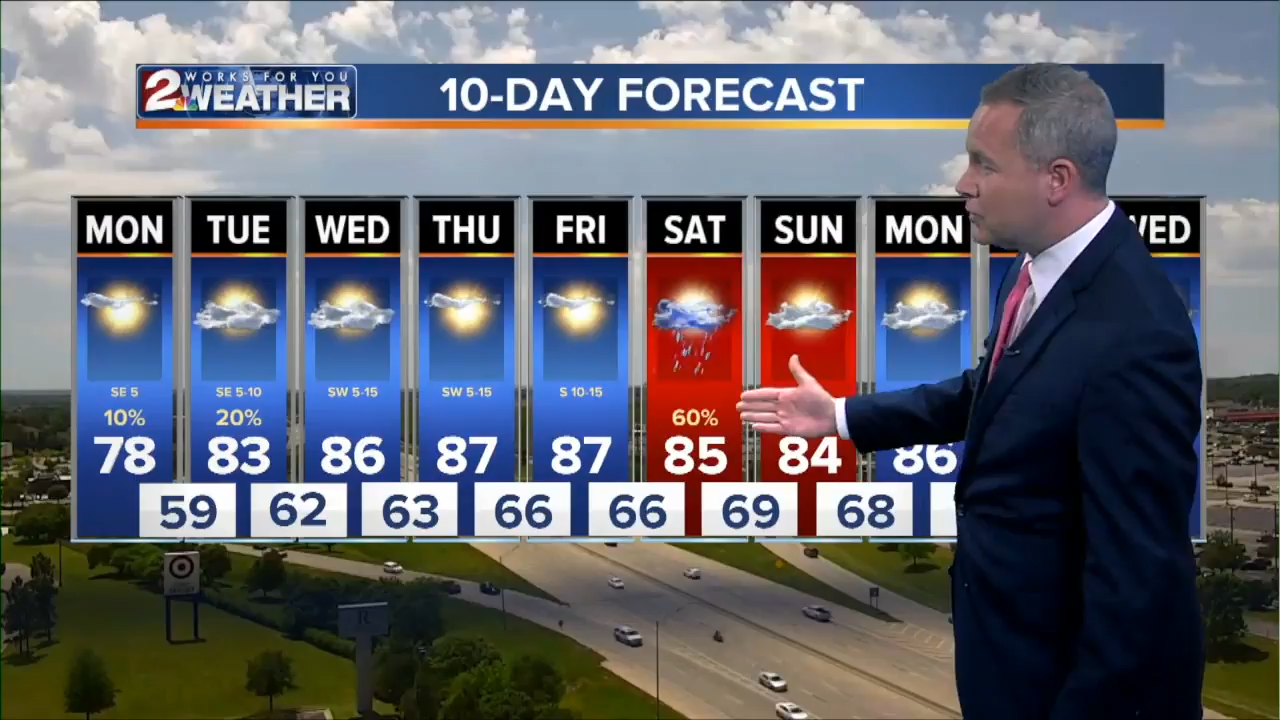 WORKS FOR YOU
2 WEATHER
10-DAY FORECAST
MON TUE WED THU FRI SAT SUN MON WED
SE 5 SE 5-10 SW 5-15 SW 5-15 S 10-15
10% 20% 60%
78 83 86 87 87 85 84 86
59 62 63 66 66 69 68